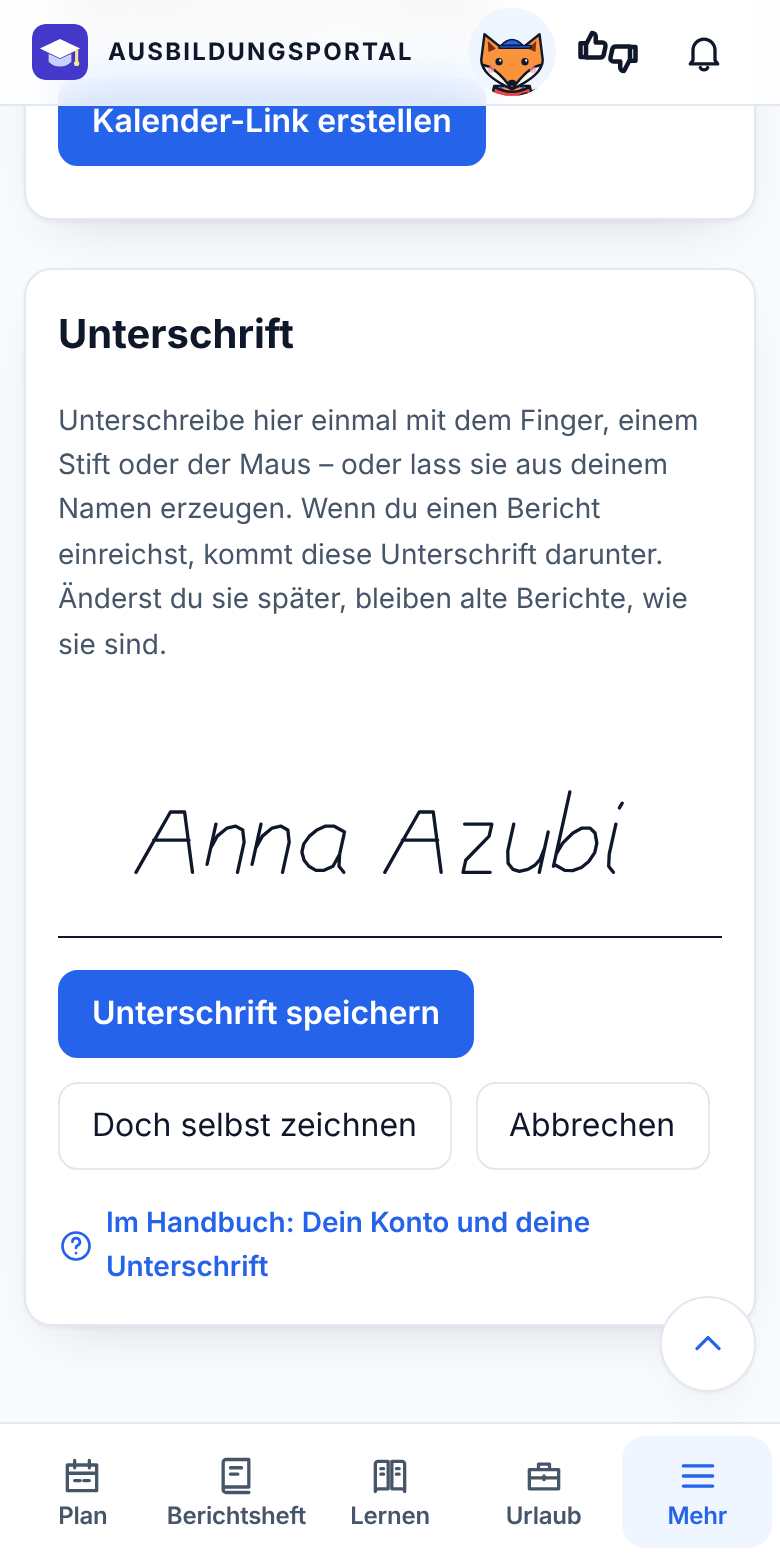 AUSBILDUNGSPORTAL
Kalender-Link erstellen
Unterschrift
Unterschreibe hier einmal mit dem Finger, einem
Stift oder der Maus – oder lass sie aus deinem
Namen erzeugen. Wenn du einen Bericht
einreichst, kommt diese Unterschrift darunter.
Änderst du sie später, bleiben alte Berichte, wie
sie sind.
Anna Azubi
Unterschrift speichern
Doch selbst zeichnen Abbrechen
Im Handbuch: Dein Konto und deine
Unterschrift
Plan Berichtsheft Lernen Urlaub Mehr